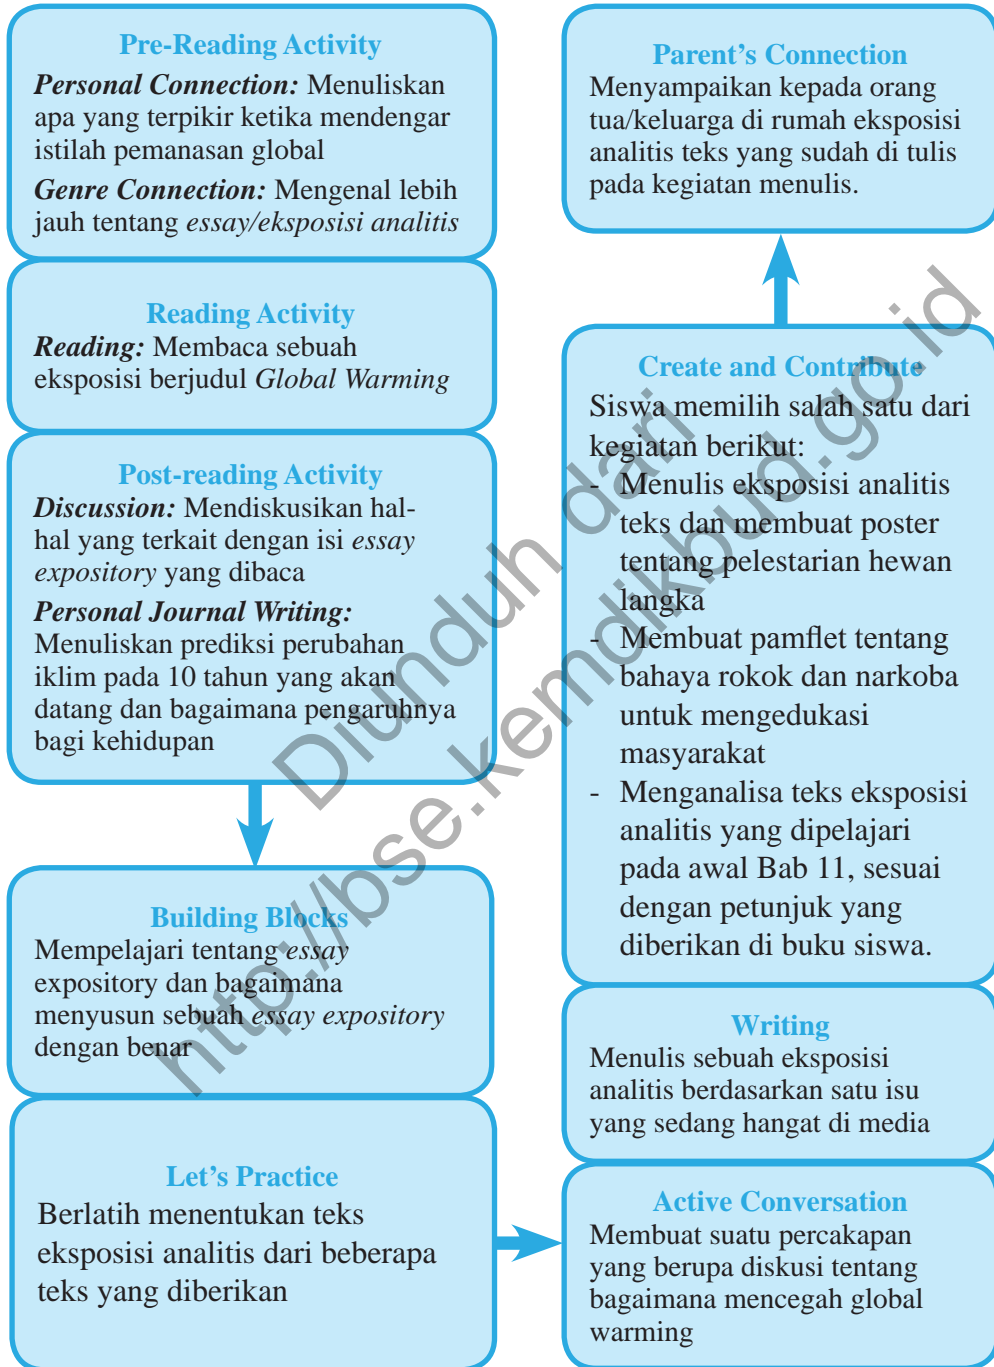 Pre-Reading Activity
Personal Connection: Menuliskan
apa yang terpikir ketika mendengar
istilah pemanasan global
Genre Connection: Mengenal lebih
jauh tentang essay/eksposisi analitis
Reading Activity
Reading: Membaca sebuah
eksposisi berjudul Global Warming
Post-reading Activity
Discussion: Mendiskusikan hal-
hal yang terkait dengan isi essay
expository yang dibaca
Personal Journal Writing:
Menuliskan prediksi perubahan
iklim pada 10 tahun yang akan
datang dan bagaimana pengaruhnya
bagi kehidupan
Building Blocks
Mempelajari tentang essay
expository dan bagaimana
menyusun sebuah essay expository
dengan benar
Let's Practice
Berlatih menentukan teks
eksposisi analitis dari beberapa
teks yang diberikan
Active Conversation
Membuat suatu percakapan
yang berupa diskusi tentang
bagaimana mencegah global
warming
Writing
Menulis sebuah eksposisi
analitis berdasarkan satu isu
yang sedang hangat di media
Create and Contribute
Siswa memilih salah satu dari
kegiatan berikut:
- Menulis eksposisi analitis
teks dan membuat poster
tentang pelestarian hewan
langka
- Membuat pamflet tentang
bahaya rokok dan narkoba
untuk mengedukasi
masyarakat
- Menganalisa teks eksposisi
analitis yang dipelajari
pada awal Bab 11, sesuai
dengan petunjuk yang
diberikan di buku siswa.
Parent's Connection
Menyampaikan kepada orang
tua/keluarga di rumah eksposisi
analitis teks yang sudah di tulis
pada kegiatan menulis.
Diunduh dari
http://bse.kemdikbud.go.id